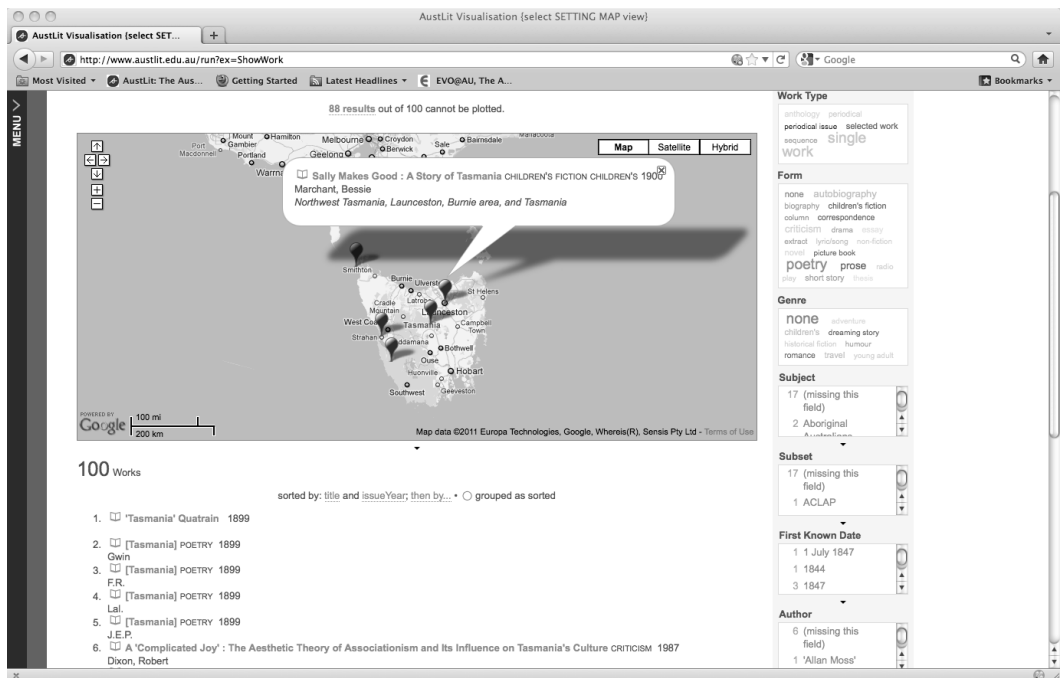 AustLit Visualisation {select SETTING MAP view}
AustLit Visualisation {select SET...
http://www.austlit.edu.au/run?ex=ShowWork
Google
Most Visited
AustLit: The Aus...
Getting Started
Latest Headlines
EVO@AU, The A...
Bookmarks
MENU
88 results out of 100 cannot be plotted.
Map
Satellite
Hybrid
Port Macdonnell
Mount Gambier
Hamilton
Portland
Melbourne
Croydon
Berwick
Geelong
Sale
Bairnsdale
Sally Makes Good : A Story of Tasmania CHILDREN'S FICTION CHILDREN'S 1900
Marchant, Bessie
Northwest Tasmania, Launceston, Burnie area, and Tasmania
Smithton
Burnie
St Helens
Cradle Mountain
Tasmania
Campbell Town
Strahan
Bothwell
Ouse
Huonville
Hobart
Southwest
Geeveston
POWERED BY
Google
100 mi
200 km
Map data ©2011 Europa Technologies, Google, Whereis(R), Sensis Pty Ltd - Terms of Use
100 Works
sorted by: title and issueYear; then by... • grouped as sorted
1. 'Tasmania' Quatrain 1899
2. [Tasmania] POETRY 1899
Gwin
3. [Tasmania] POETRY 1899
F.R.
4. [Tasmania] POETRY 1899
Lal.
5. [Tasmania] POETRY 1899
J.E.P.
6. A 'Complicated Joy' : The Aesthetic Theory of Associationism and Its Influence on Tasmania's Culture CRITICISM 1987
Dixon, Robert
Work Type
anthology periodical
periodical issue selected work
sequence single
work
Form
none autobiography
biography children's fiction
column correspondence
criticism drama essay
extract lyric/song non-fiction
novel picture book
poetry prose radio
play short story thesis
Genre
none adventure
children's dreaming story
historical fiction humour
romance travel young adult
Subject
17 (missing this
field)
2 Aboriginal
Subset
17 (missing this
field)
1 ACLAP
First Known Date
1 1 July 1847
1 1844
3 1847
Author
6 (missing this
field)
1 'Allan Moss'